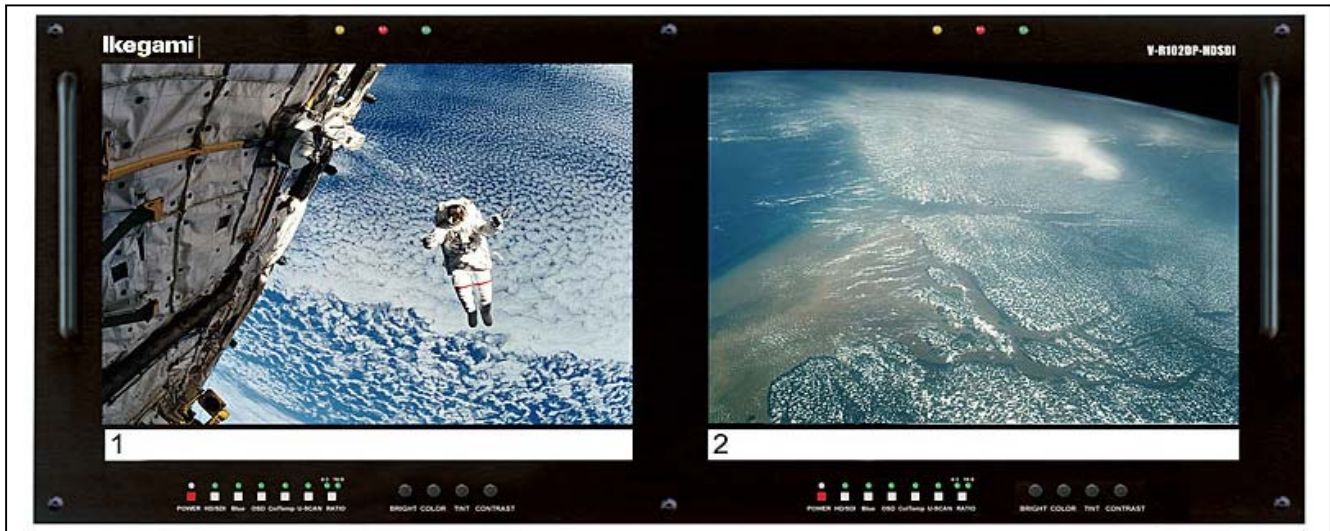 Ikegami
V-R102DP-HDSDI
1
2
POWER HD/SDI Blue OSD ColTemp U-SCAN RATIO
BRIGHT COLOR TINT CONTRAST
POWER HD/SDI Blue OSD ColTemp U-SCAN RATIO
BRIGHT COLOR TINT CONTRAST